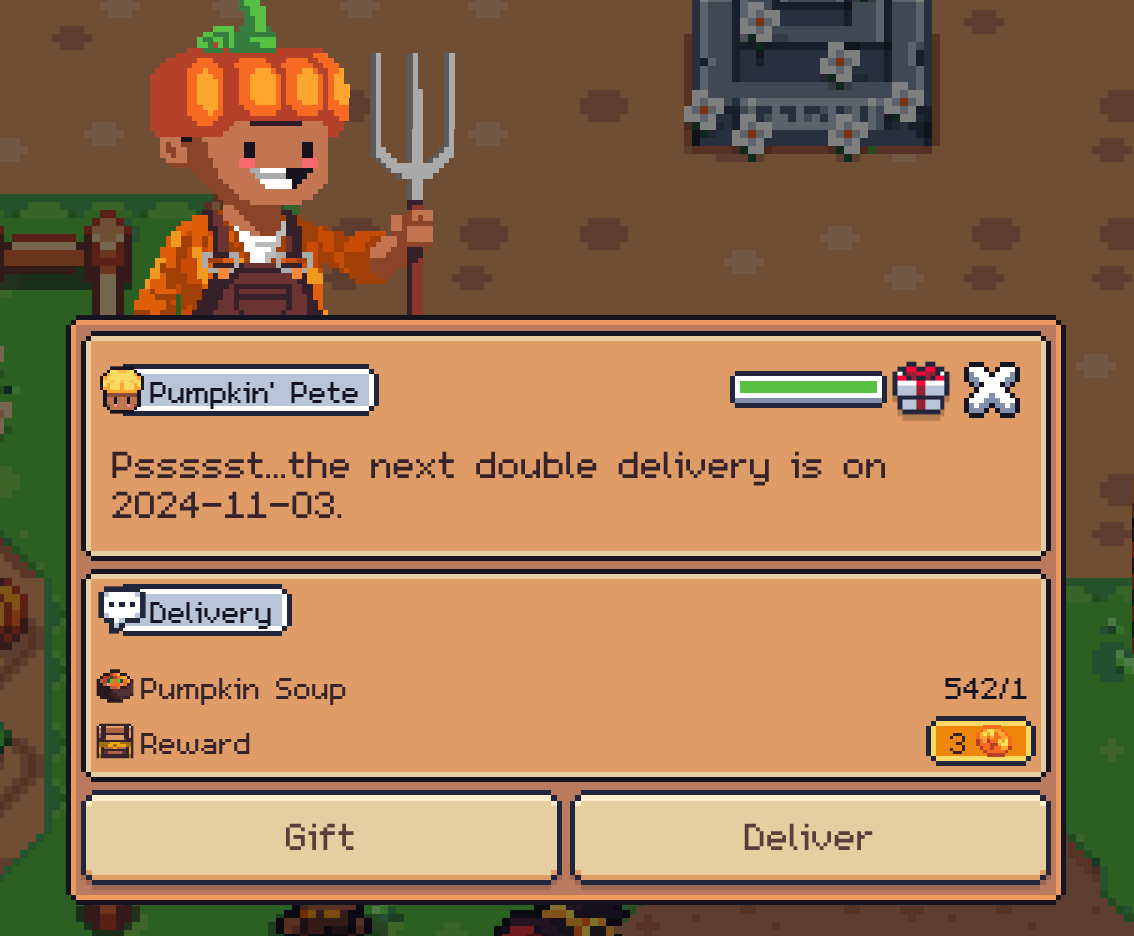 Pumpkin' Pete
Psssssst...the next double delivery is on
2024-11-03.
Delivery
Pumpkin Soup 542/1
Reward 3
Gift Deliver